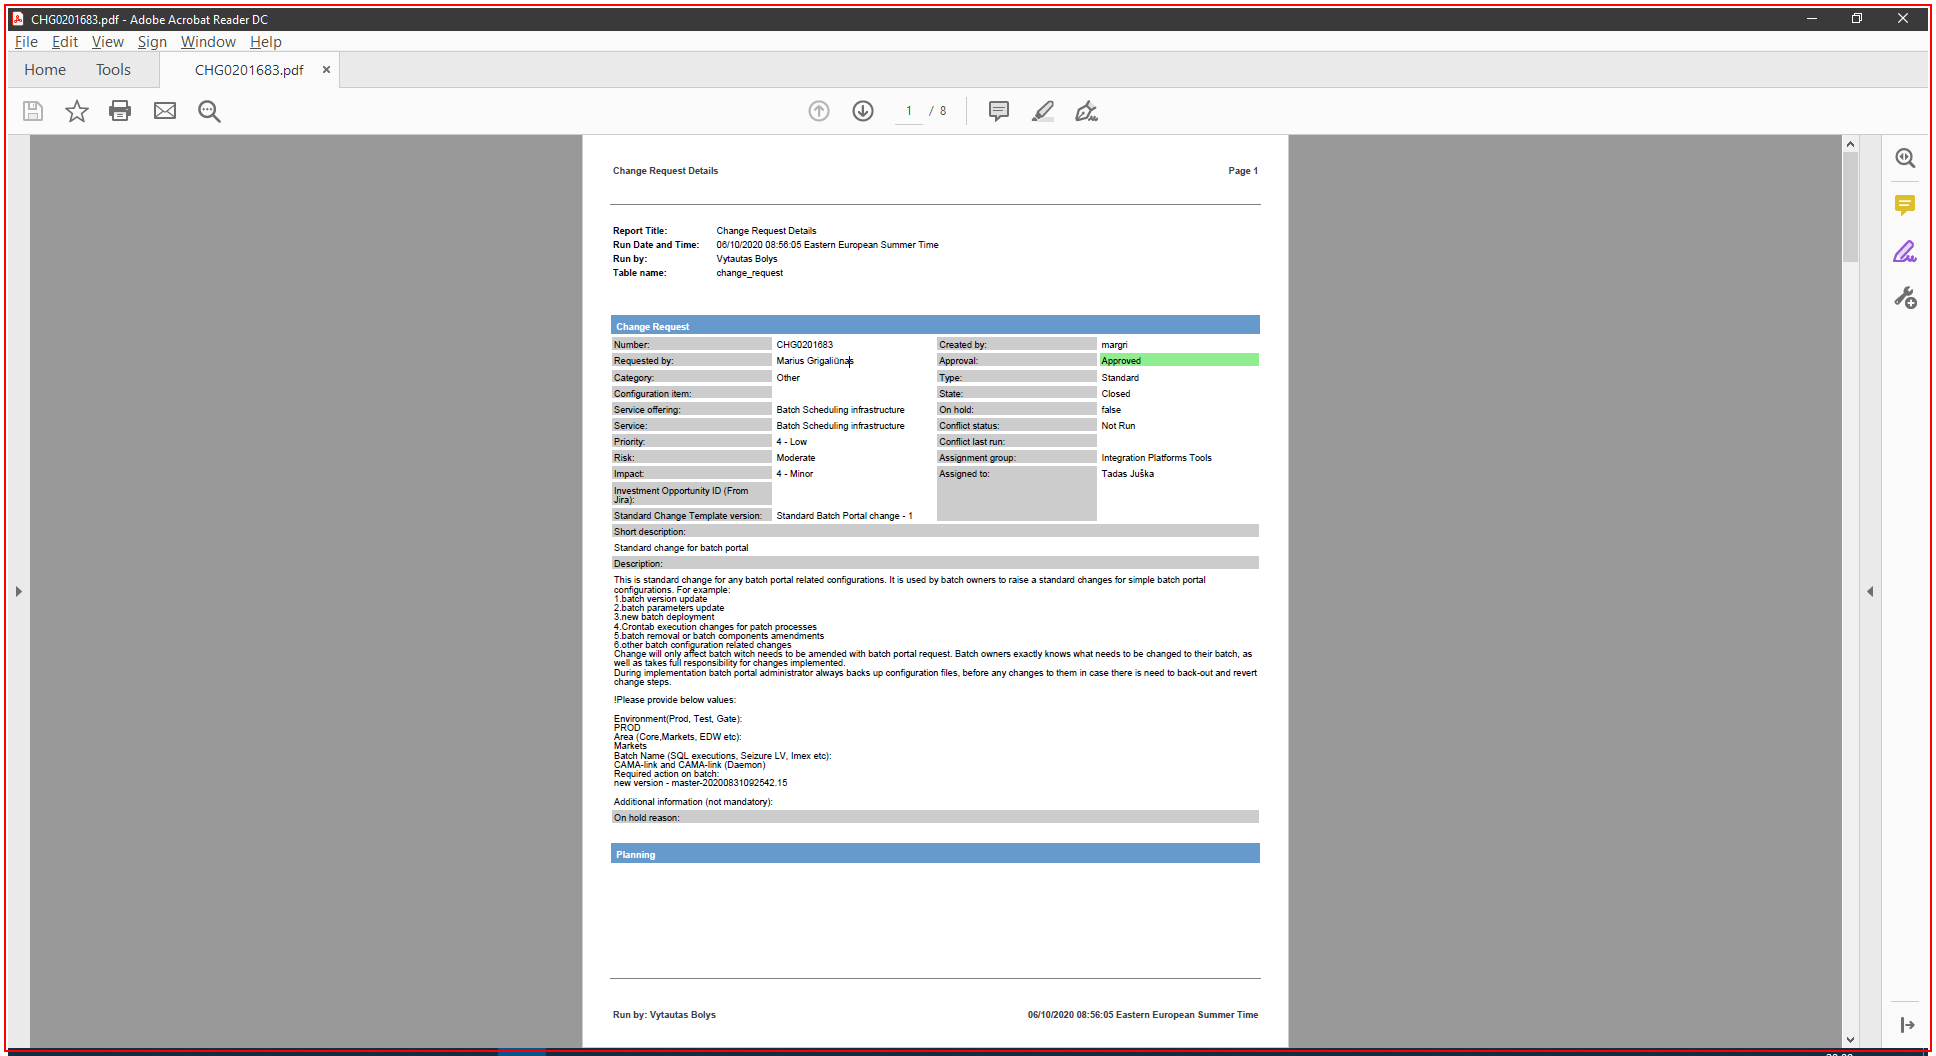 CHG0201683.pdf - Adobe Acrobat Reader DC
File Edit View Sign Window Help
Home Tools CHG0201683.pdf
1 / 8
Change Request Details Page 1
Report Title: Change Request Details
Run Date and Time: 06/10/2020 08:56:05 Eastern European Summer Time
Run by: Vytautas Bolys
Table name: change_request
Change Request
Number: CHG0201683 Created by: margri
Requested by: Marius Grigaliūnas Approval: Approved
Category: Other Type: Standard
Configuration item: State: Closed
Service offering: Batch Scheduling infrastructure On hold: false
Service: Batch Scheduling infrastructure Conflict status: Not Run
Priority: 4 - Low Conflict last run:
Risk: Moderate Assignment group: Integration Platforms Tools
Impact: 4 - Minor Assigned to: Tadas Juška
Investment Opportunity ID (From
Jira):
Standard Change Template version: Standard Batch Portal change - 1
Short description:
Standard change for batch portal
Description:
This is standard change for any batch portal related configurations. It is used by batch owners to raise a standard changes for simple batch portal
configurations. For example:
1.batch version update
2.batch parameters update
3.new batch deployment
4.Crontab execution changes for patch processes
5.batch removal or batch components amendments
6.other batch configuration related changes
Change will only affect batch witch needs to be amended with batch portal request. Batch owners exactly knows what needs to be changed to their batch, as
well as takes full responsibility for changes implemented.
During implementation batch portal administrator always backs up configuration files, before any changes to them in case there is need to back-out and revert
change steps.
!Please provide below values:
Environment(Prod, Test, Gate):
PROD
Area (Core,Markets, EDW etc):
Markets
Batch Name (SQL executions, Seizure LV, Imex etc):
CAMA-link and CAMA-link (Daemon)
Required action on batch:
new version - master-20200831092542.15
Additional information (not mandatory):
On hold reason:
Planning
Run by: Vytautas Bolys 06/10/2020 08:56:05 Eastern European Summer Time